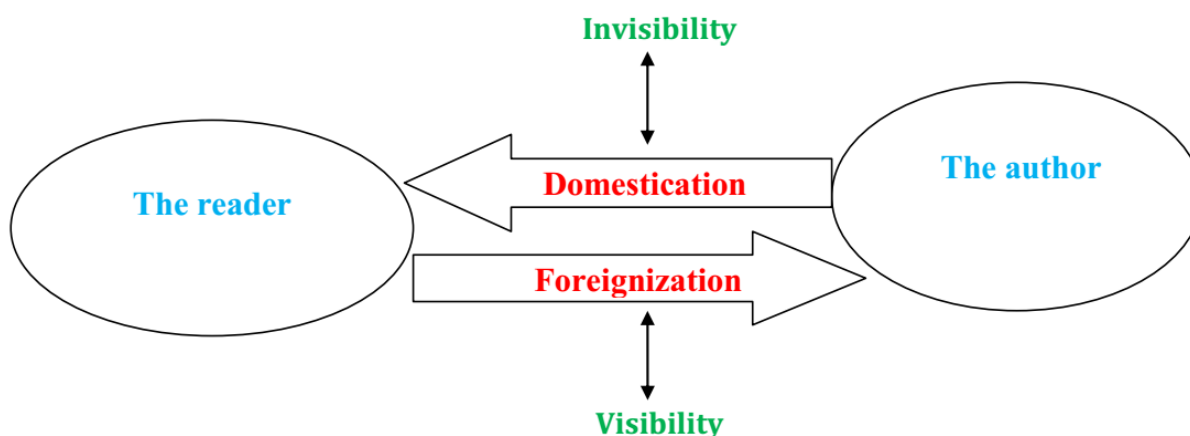 Invisibility
The author
Domestication
The reader
Foreignization
Visibility